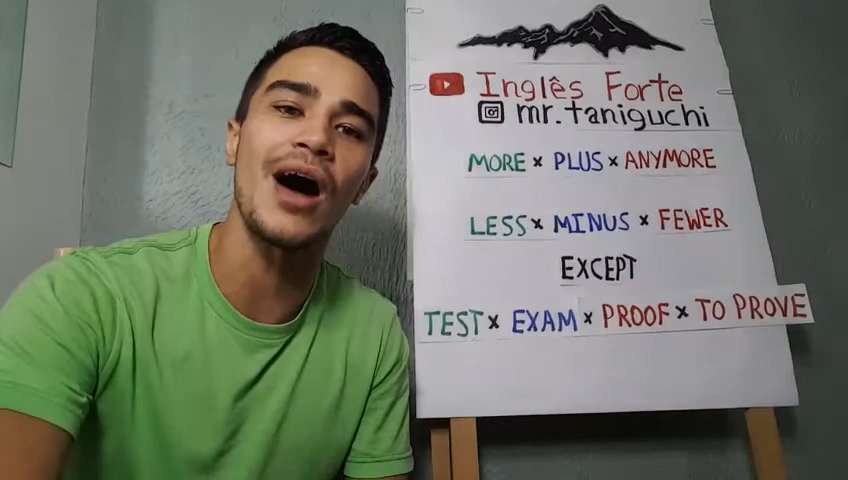 Inglês Forte
mr.taniguchi
MORE x PLUS x ANYMORE
LESS x MINUS x FEWER
EXCEPT
TEST x EXAM x PROOF x TO PROVE